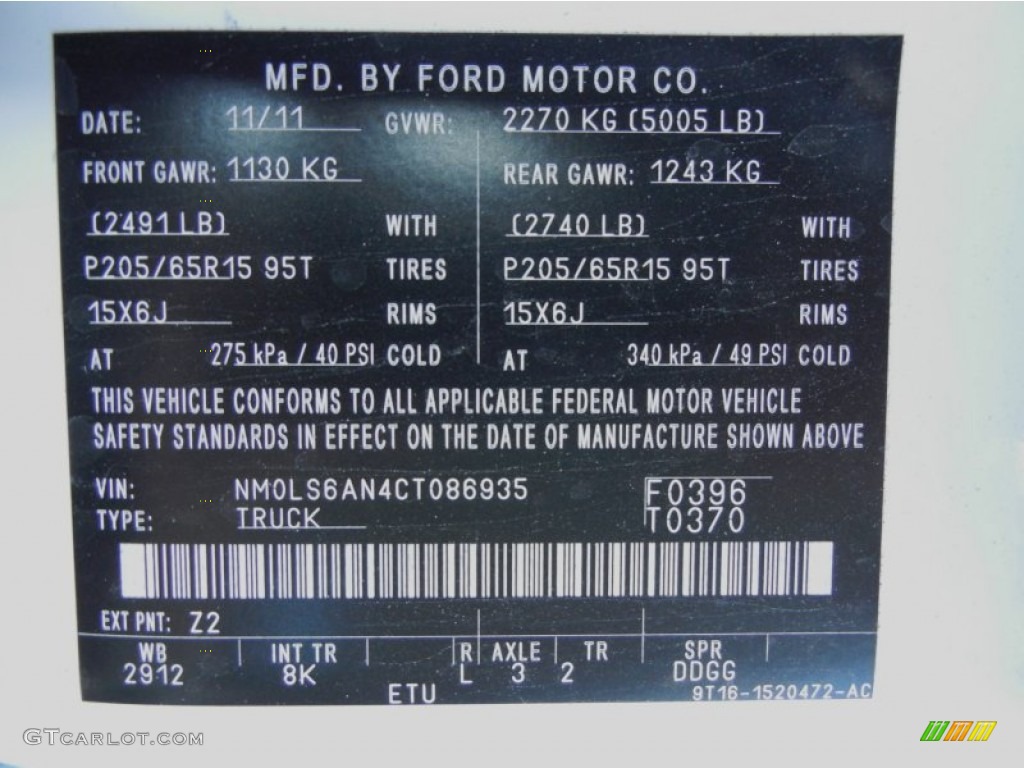 MFD. BY FORD MOTOR CO.
DATE: 11/11 GVWR: 2270 KG (5005 LB)
FRONT GAWR: 1130 KG REAR GAWR: 1243 KG
(2491 LB) WITH (2740 LB) WITH
P205/65R15 95T TIRES P205/65R15 95T TIRES
15X6J RIMS 15X6J RIMS
AT 275 kPa / 40 PSI COLD AT 340 kPa / 49 PSI COLD
THIS VEHICLE CONFORMS TO ALL APPLICABLE FEDERAL MOTOR VEHICLE
SAFETY STANDARDS IN EFFECT ON THE DATE OF MANUFACTURE SHOWN ABOVE
VIN: NM0LS6AN4CT086935 F0396
TYPE: TRUCK T0370
EXT PNT: Z2
WB INT TR R AXLE TR SPR
2912 8K L 3 2 DDGG
ETU 9T16-1520472-AC
GTCARLOT.COM